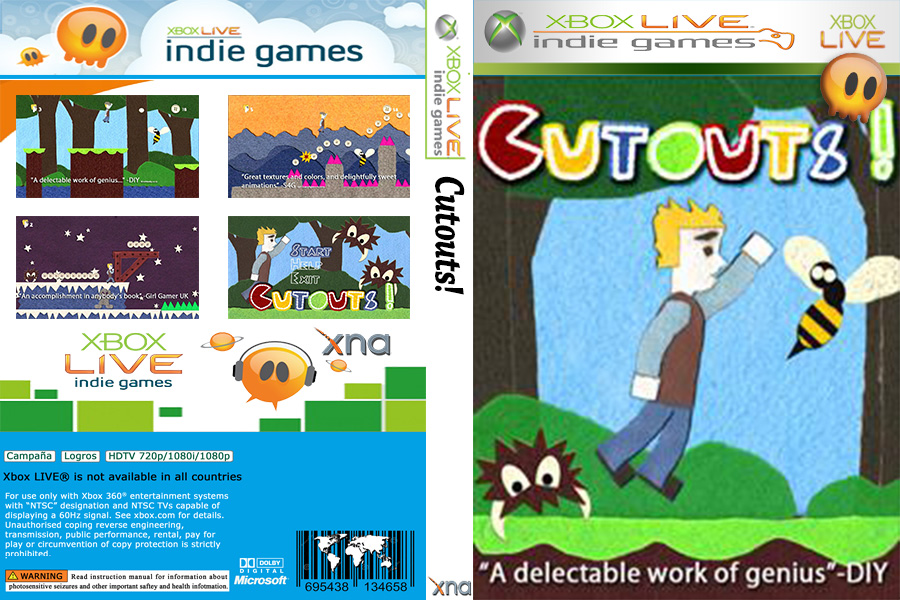 XBOX LIVE
indie games
3
18
"A delectable work of genius..." -DIY
"Great textures and colors, and delightfully sweet
animations" -S4G
"An accomplishment in anybody's book" -Girl Gamer UK
START
HELP
EXIT
CUTOUTS!
XBOX
LIVE
indie games
xna
Campaña Logros HDTV 720p/1080i/1080p
Xbox LIVE® is not available in all countries
For use only with Xbox 360® entertainment systems
with "NTSC" designation and NTSC TVs capable of
displaying a 60Hz signal. See xbox.com for details.
Unauthorised coping reverse engineering,
transmission, public performance, rental, pay for
play or circumvention of copy protection is strictly
prohibited.
WARNING Read instruction manual for information about
photosensitive seizures and other important saftey and health infotmation.
DOLBY
DIGITAL
Microsoft
695438 134658
XBOX LIVE
indie games
Cutouts!
xna
XBOX LIVE
indie games
XBOX
LIVE
CUTOUTS!
"A delectable work of genius"-DIY